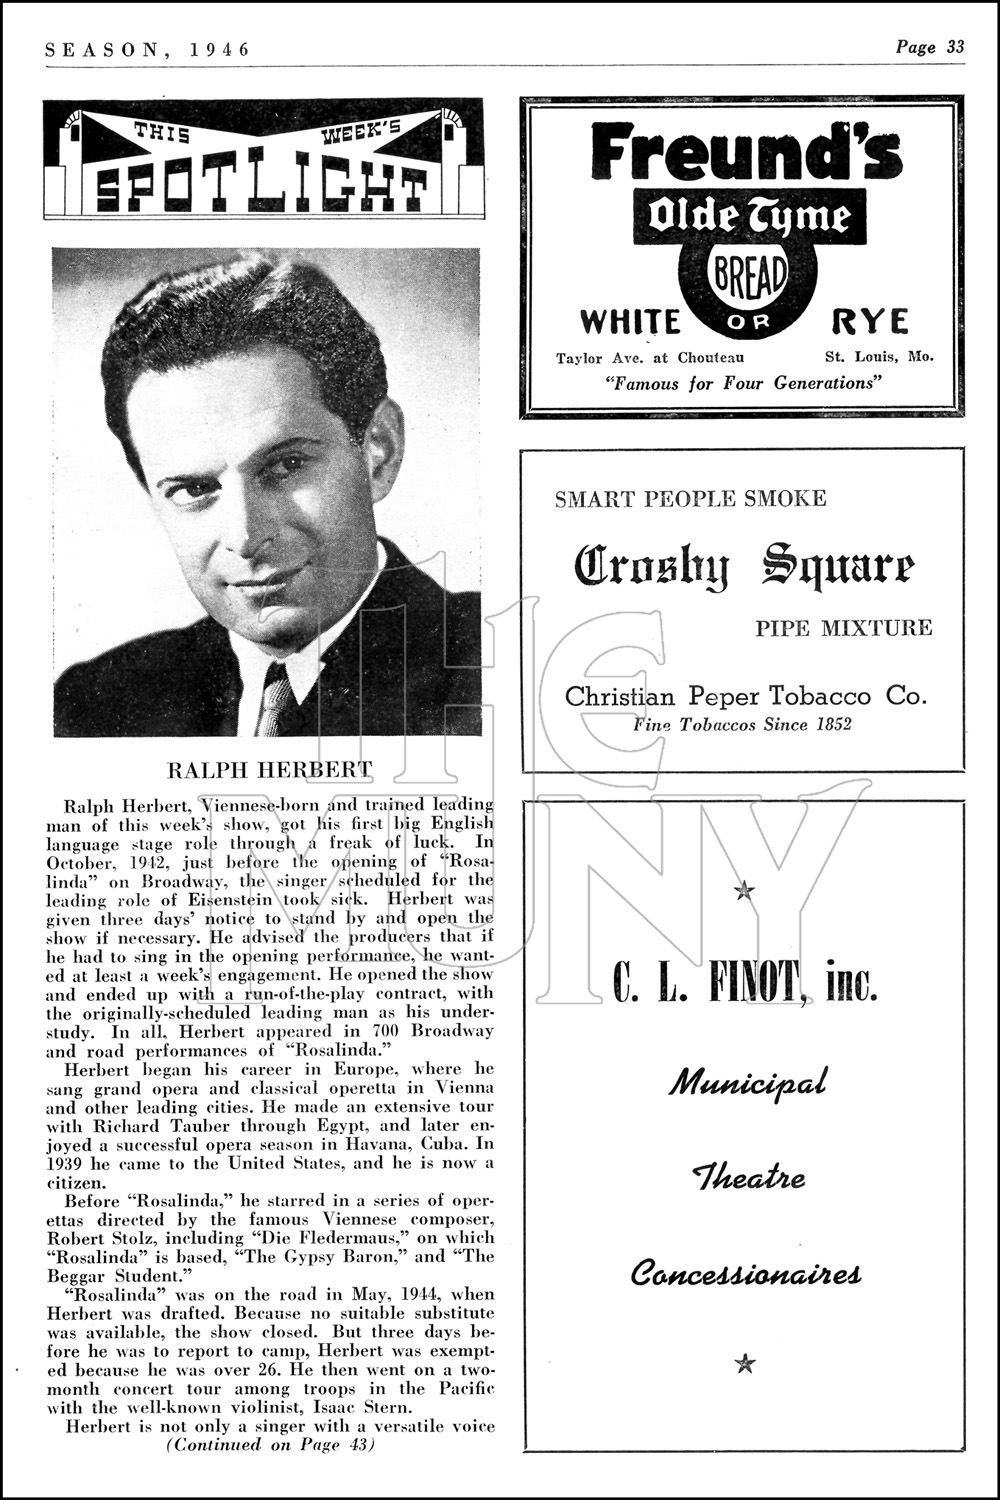 SEASON, 1946
Page 33
THIS WEEK'S
SPOTLIGHT
RALPH HERBERT
Ralph Herbert, Viennese-born and trained leading
man of this week's show, got his first big English
language stage role through a freak of luck. In
October, 1942, just before the opening of “Rosa-
linda” on Broadway, the singer scheduled for the
leading role of Eisenstein took sick. Herbert was
given three days' notice to stand by and open the
show if necessary. He advised the producers that if
he had to sing in the opening performance, he want-
ed at least a week's engagement. He opened the show
and ended up with a run-of-the-play contract, with
the originally-scheduled leading man as his under-
study. In all, Herbert appeared in 700 Broadway
and road performances of “Rosalinda.”
Herbert began his career in Europe, where he
sang grand opera and classical operetta in Vienna
and other leading cities. He made an extensive tour
with Richard Tauber through Egypt, and later en-
joyed a successful opera season in Havana, Cuba. In
1939 he came to the United States, and he is now a
citizen.
Before “Rosalinda,” he starred in a series of oper-
ettas directed by the famous Viennese composer,
Robert Stolz, including “Die Fledermaus,” on which
“Rosalinda” is based, “The Gypsy Baron,” and “The
Beggar Student.”
“Rosalinda” was on the road in May, 1944, when
Herbert was drafted. Because no suitable substitute
was available, the show closed. But three days be-
fore he was to report to camp, Herbert was exempt-
ed because he was over 26. He then went on a two-
month concert tour among troops in the Pacific
with the well-known violinist, Isaac Stern.
Herbert is not only a singer with a versatile voice
(Continued on Page 43)
Freund's
Olde Tyme
BREAD
WHITE OR RYE
Taylor Ave. at Chouteau St. Louis, Mo.
“Famous for Four Generations”
SMART PEOPLE SMOKE
Crosby Square
PIPE MIXTURE
Christian Peper Tobacco Co.
Fine Tobaccos Since 1852
C. L. FINOT, inc.
Municipal
Theatre
Concessionaires
THE
MUNY